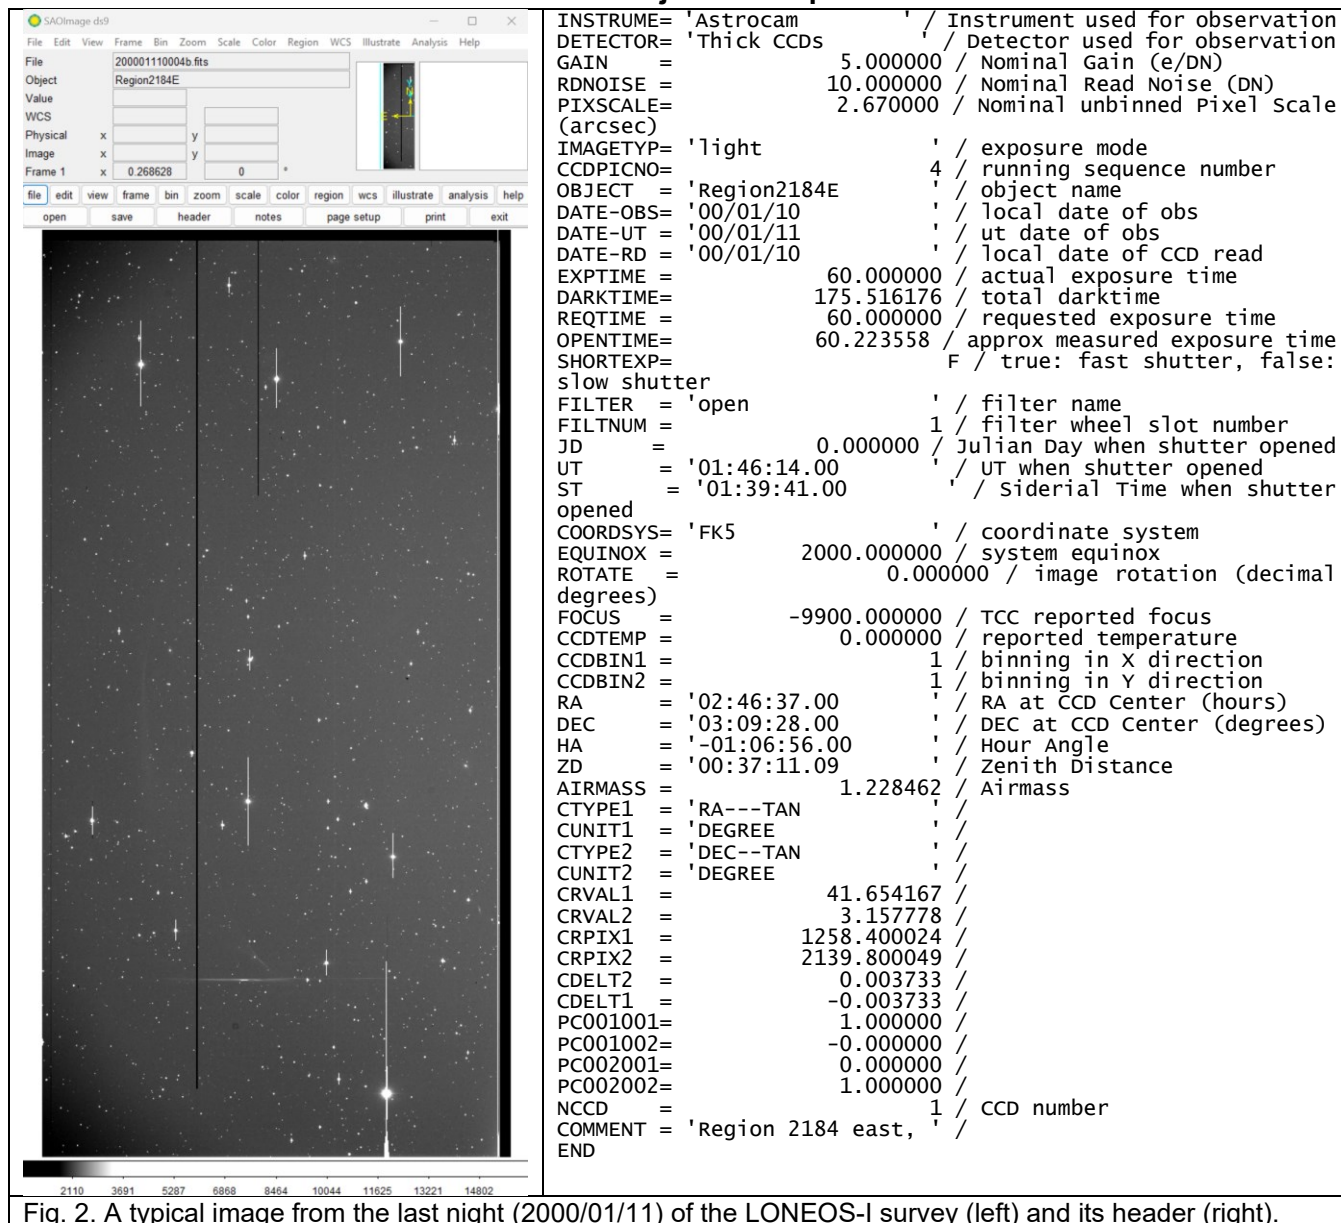 SAOImage ds9
File Edit View Frame Bin Zoom Scale Color Region WCS Illustrate Analysis Help
File 200001110004b.fits
Object Region2184E
Value
WCS
Physical x y
Image x y
Frame 1 x 0.268628 0 °
N
E
file edit view frame bin zoom scale color region wcs illustrate analysis help
open save header notes page setup print exit
2110 3691 5287 6868 8464 10044 11625 13221 14802
INSTRUME= 'Astrocam ' / Instrument used for observation
DETECTOR= 'Thick CCDs ' / Detector used for observation
GAIN = 5.000000 / Nominal Gain (e/DN)
RDNOISE = 10.000000 / Nominal Read Noise (DN)
PIXSCALE= 2.670000 / Nominal unbinned Pixel Scale
(arcsec)
IMAGETYP= 'light ' / exposure mode
CCDPICNO= 4 / running sequence number
OBJECT = 'Region2184E ' / object name
DATE-OBS= '00/01/10 ' / local date of obs
DATE-UT = '00/01/11 ' / ut date of obs
DATE-RD = '00/01/10 ' / local date of CCD read
EXPTIME = 60.000000 / actual exposure time
DARKTIME= 175.516176 / total darktime
REQTIME = 60.000000 / requested exposure time
OPENTIME= 60.223558 / approx measured exposure time
SHORTEXP= F / true: fast shutter, false:
slow shutter
FILTER = 'open ' / filter name
FILTNUM = 1 / filter wheel slot number
JD = 0.000000 / Julian Day when shutter opened
UT = '01:46:14.00 ' / UT when shutter opened
ST = '01:39:41.00 ' / Siderial Time when shutter
opened
COORDSYS= 'FK5 ' / coordinate system
EQUINOX = 2000.000000 / system equinox
ROTATE = 0.000000 / image rotation (decimal
degrees)
FOCUS = -9900.000000 / TCC reported focus
CCDTEMP = 0.000000 / reported temperature
CCDBIN1 = 1 / binning in X direction
CCDBIN2 = 1 / binning in Y direction
RA = '02:46:37.00 ' / RA at CCD Center (hours)
DEC = '03:09:28.00 ' / DEC at CCD Center (degrees)
HA = '-01:06:56.00 ' / Hour Angle
ZD = '00:37:11.09 ' / Zenith Distance
AIRMASS = 1.228462 / Airmass
CTYPE1 = 'RA---TAN ' /
CUNIT1 = 'DEGREE ' /
CTYPE2 = 'DEC--TAN ' /
CUNIT2 = 'DEGREE ' /
CRVAL1 = 41.654167 /
CRVAL2 = 3.157778 /
CRPIX1 = 1258.400024 /
CRPIX2 = 2139.800049 /
CDELT2 = 0.003733 /
CDELT1 = -0.003733 /
PC001001= 1.000000 /
PC001002= -0.000000 /
PC002001= 0.000000 /
PC002002= 1.000000 /
NCCD = 1 / CCD number
COMMENT = 'Region 2184 east, ' /
END
Fig. 2. A typical image from the last night (2000/01/11) of the LONEOS-I survey (left) and its header (right).